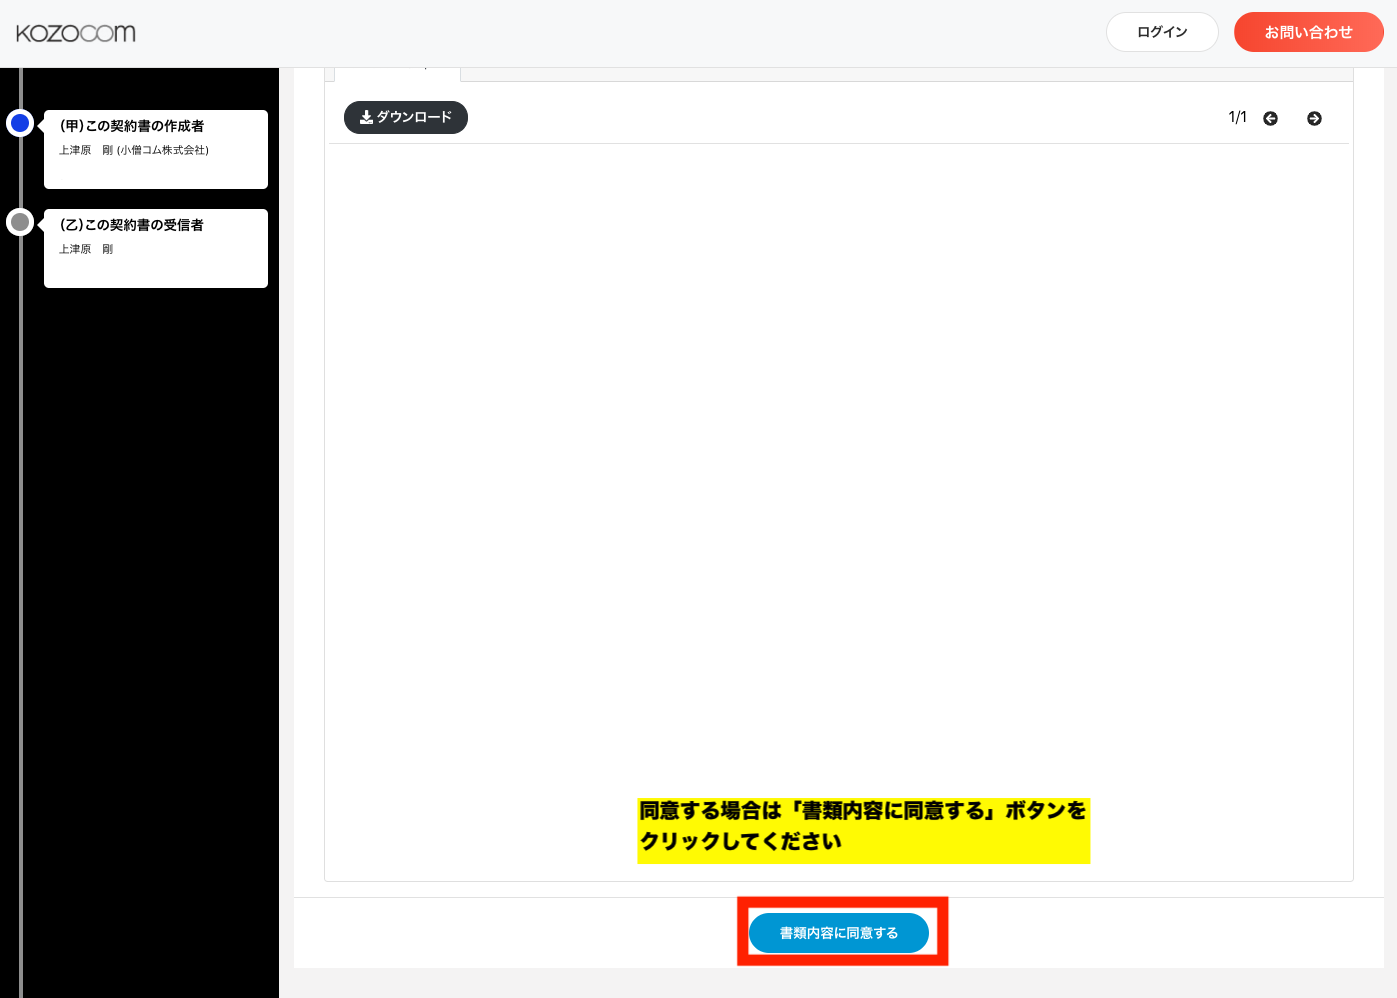 KOZOCOM
ログイン
お問い合わせ
(甲)この契約書の作成者
上津原　剛 (小僧コム株式会社)
(乙)この契約書の受信者
上津原　剛
ダウンロード
1/1
同意する場合は「書類内容に同意する」ボタンを
クリックしてください
書類内容に同意する